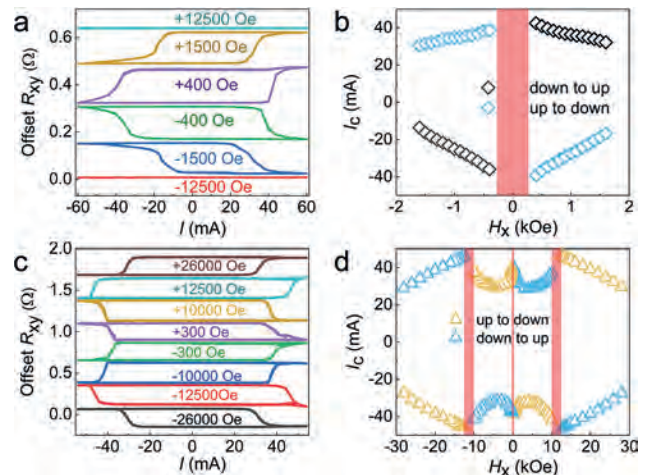 a
+12500 Oe
+1500 Oe
+400 Oe
-400 Oe
-1500 Oe
-12500 Oe
0.6
0.4
0.2
0.0
Offset Rxy (Ω)
-60 -40 -20 0 20 40 60
I (mA)
b
40
20
0
-20
-40
IC (mA)
down to up
up to down
-2 -1 0 1 2
HX (kOe)
c
+26000 Oe
+12500 Oe
+10000 Oe
+300 Oe
-300 Oe
-10000 Oe
-12500Oe
-26000 Oe
2.0
1.5
1.0
0.5
0.0
Offset Rxy (Ω)
-40 -20 0 20 40
I (mA)
d
40
20
0
-20
-40
IC (mA)
up to down
down to up
-30 -20 -10 0 10 20 30
HX (kOe)